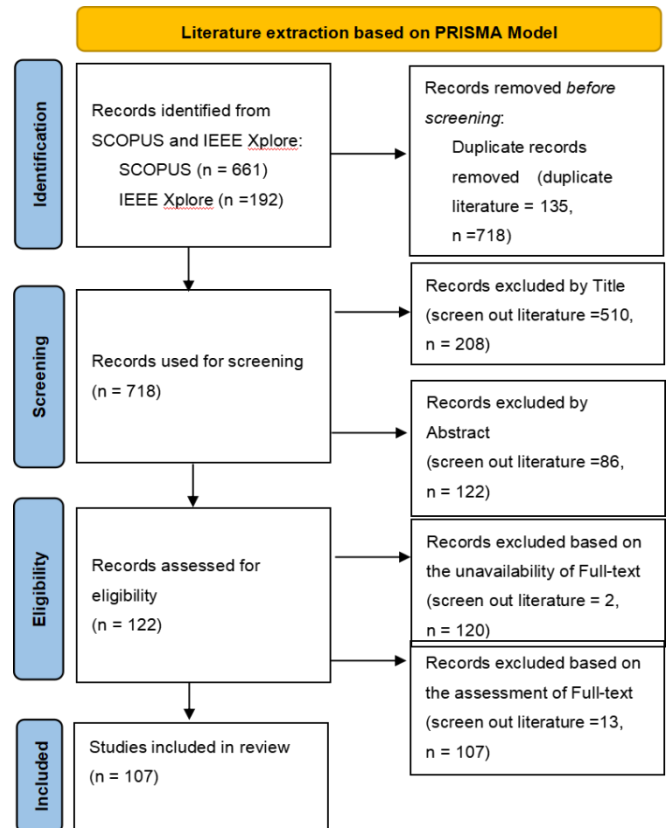 Literature extraction based on PRISMA Model
Identification
Records identified from
SCOPUS and IEEE Xplore:
SCOPUS (n = 661)
IEEE Xplore (n =192)
Records removed before
screening:
Duplicate records
removed (duplicate
literature = 135,
n =718)
Screening
Records used for screening
(n = 718)
Records excluded by Title
(screen out literature =510,
n = 208)
Records excluded by
Abstract
(screen out literature =86,
n = 122)
Eligibility
Records assessed for
eligibility
(n = 122)
Records excluded based on
the unavailability of Full-text
(screen out literature = 2,
n = 120)
Records excluded based on
the assessment of Full-text
(screen out literature =13,
n = 107)
Included
Studies included in review
(n = 107)